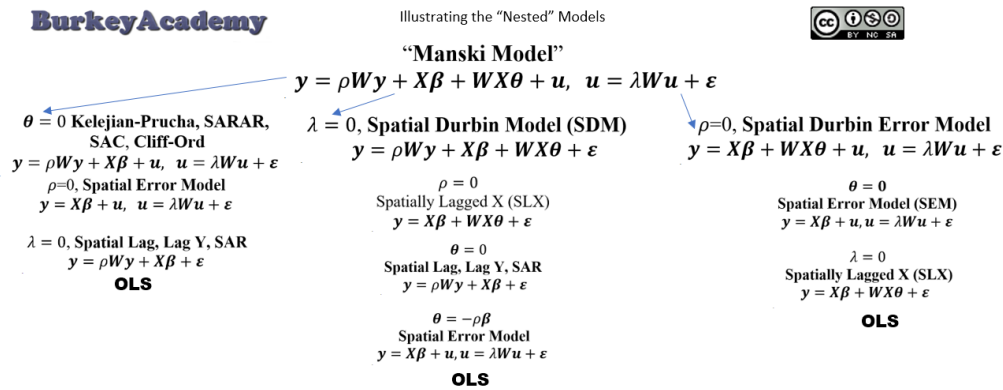 BurkeyAcademy
Illustrating the “Nested” Models
CC BY NC SA
“Manski Model”
y = ρWy + Xβ + WXθ + u, u = λWu + ε
θ = 0 Kelejian-Prucha, SARAR,
SAC, Cliff-Ord
y = ρWy + Xβ + u, u = λWu + ε
ρ=0, Spatial Error Model
y = Xβ + u, u = λWu + ε
λ = 0, Spatial Lag, Lag Y, SAR
y = ρWy + Xβ + ε
OLS
λ = 0, Spatial Durbin Model (SDM)
y = ρWy + Xβ + WXθ + ε
ρ = 0
Spatially Lagged X (SLX)
y = Xβ + WXθ + ε
θ = 0
Spatial Lag, Lag Y, SAR
y = ρWy + Xβ + ε
θ = −ρβ
Spatial Error Model
y = Xβ + u, u = λWu + ε
OLS
ρ=0, Spatial Durbin Error Model
y = Xβ + WXθ + u, u = λWu + ε
θ = 0
Spatial Error Model (SEM)
y = Xβ + u, u = λWu + ε
λ = 0
Spatially Lagged X (SLX)
y = Xβ + WXθ + ε
OLS